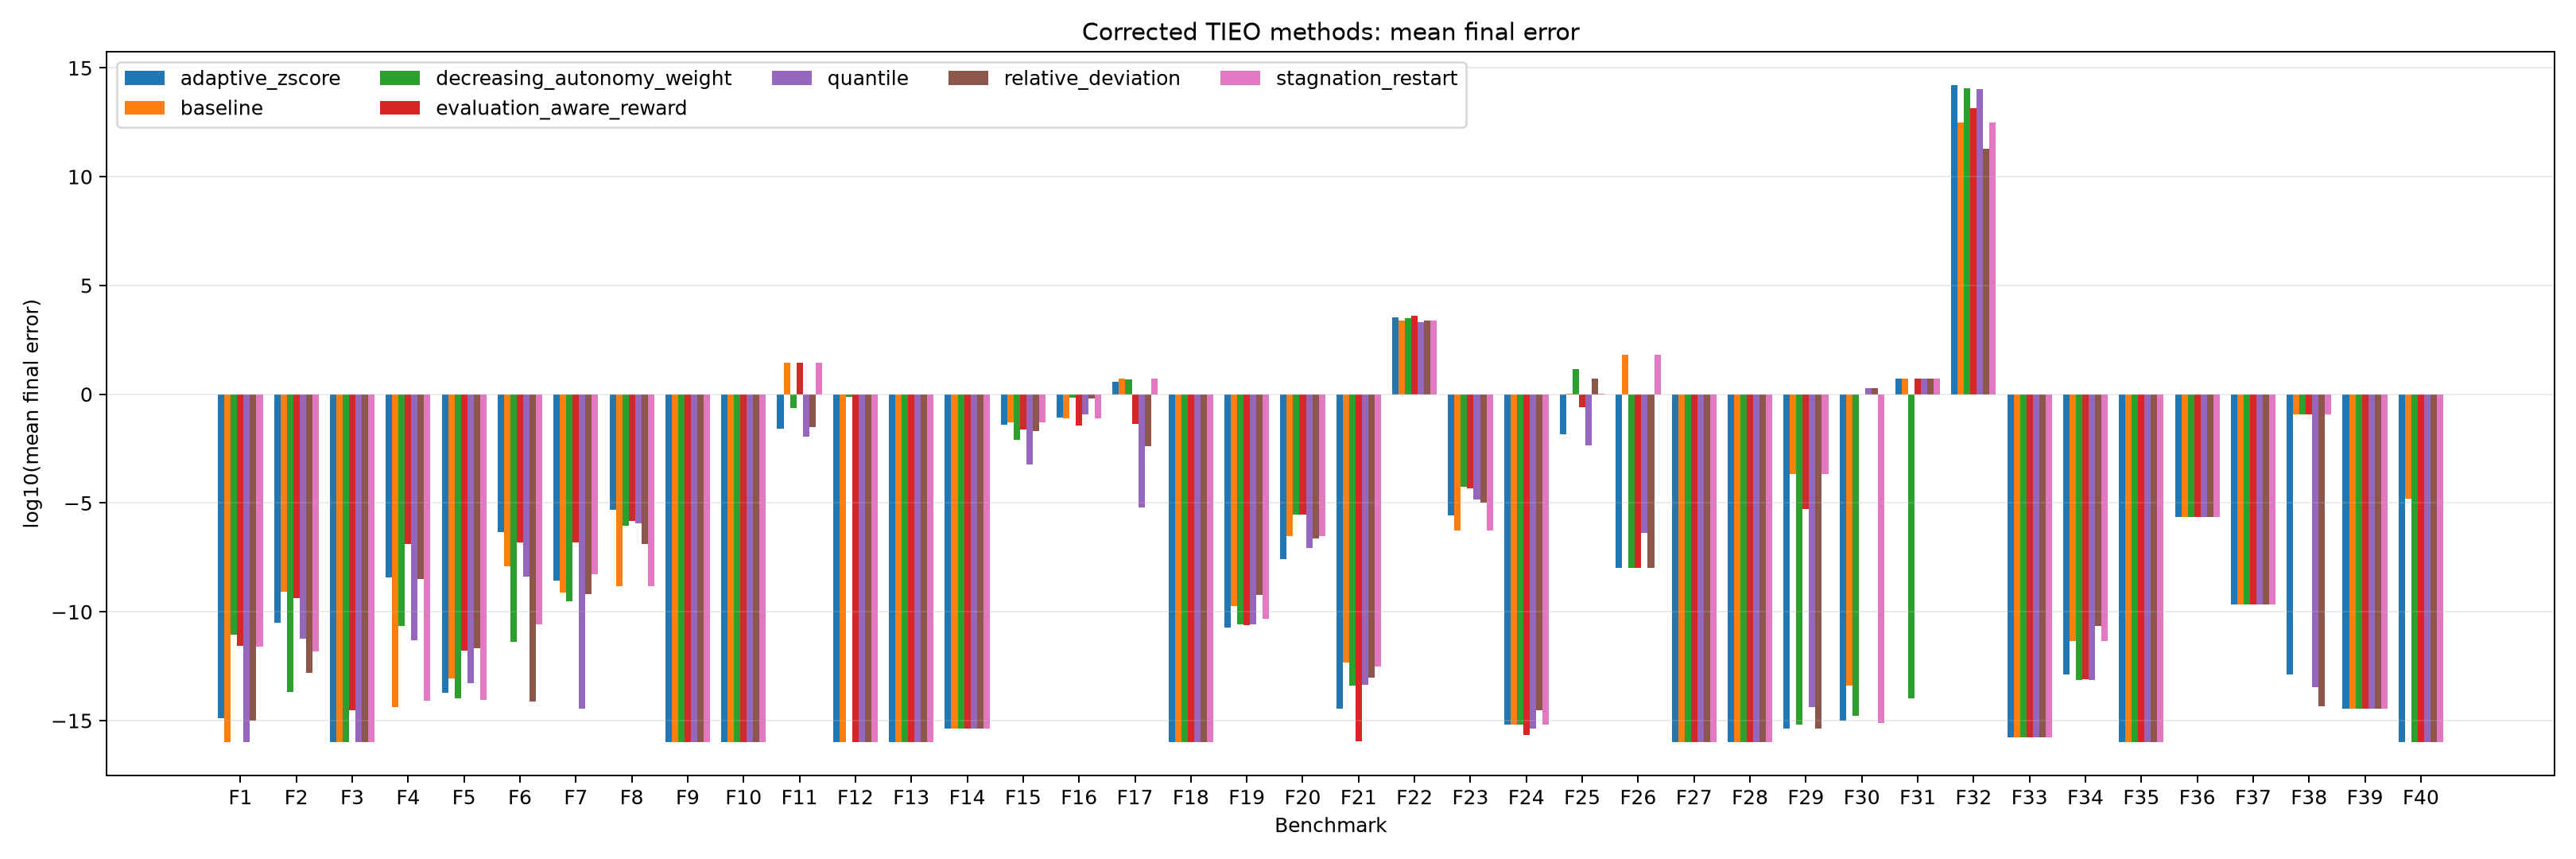 Corrected TIEO methods: mean final error
adaptive_zscore
baseline
decreasing_autonomy_weight
evaluation_aware_reward
quantile
relative_deviation
stagnation_restart
log10(mean final error)
15
10
5
0
−5
−10
−15
F1 F2 F3 F4 F5 F6 F7 F8 F9 F10 F11 F12 F13 F14 F15 F16 F17 F18 F19 F20 F21 F22 F23 F24 F25 F26 F27 F28 F29 F30 F31 F32 F33 F34 F35 F36 F37 F38 F39 F40
Benchmark